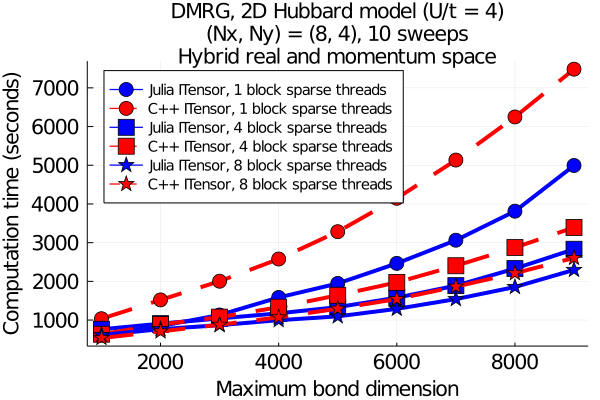 DMRG, 2D Hubbard model (U/t = 4)
(Nx, Ny) = (8, 4), 10 sweeps
Hybrid real and momentum space
Julia ITensor, 1 block sparse threads
C++ ITensor, 1 block sparse threads
Julia ITensor, 4 block sparse threads
C++ ITensor, 4 block sparse threads
Julia ITensor, 8 block sparse threads
C++ ITensor, 8 block sparse threads
Computation time (seconds)
7000
6000
5000
4000
3000
2000
1000
2000 4000 6000 8000
Maximum bond dimension